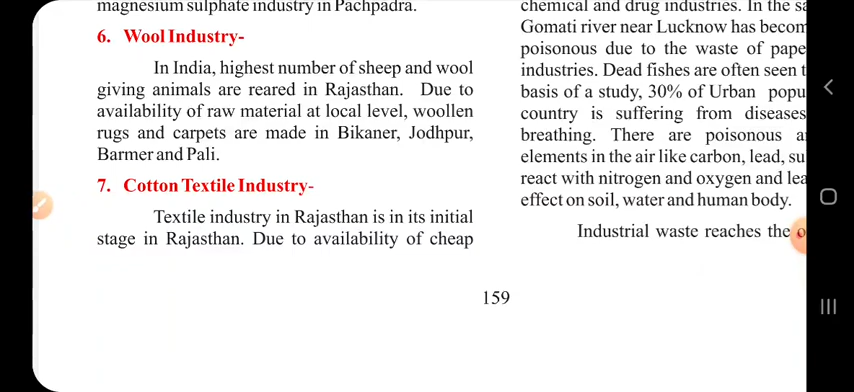 magnesium sulphate industry in Pachpadra.
6. Wool Industry-
In India, highest number of sheep and wool
giving animals are reared in Rajasthan. Due to
availability of raw material at local level, woollen
rugs and carpets are made in Bikaner, Jodhpur,
Barmer and Pali.
7. Cotton Textile Industry-
Textile industry in Rajasthan is in its initial
stage in Rajasthan. Due to availability of cheap
chemical and drug industries. In the
Gomati river near Lucknow has
poisonous due to the waste of
industries. Dead fishes are often seen
basis of a study, 30% of Urban
country is suffering from diseases
breathing. There are poisonous
elements in the air like carbon, lead,
react with nitrogen and oxygen and
effect on soil, water and human body.
Industrial waste reaches the
159